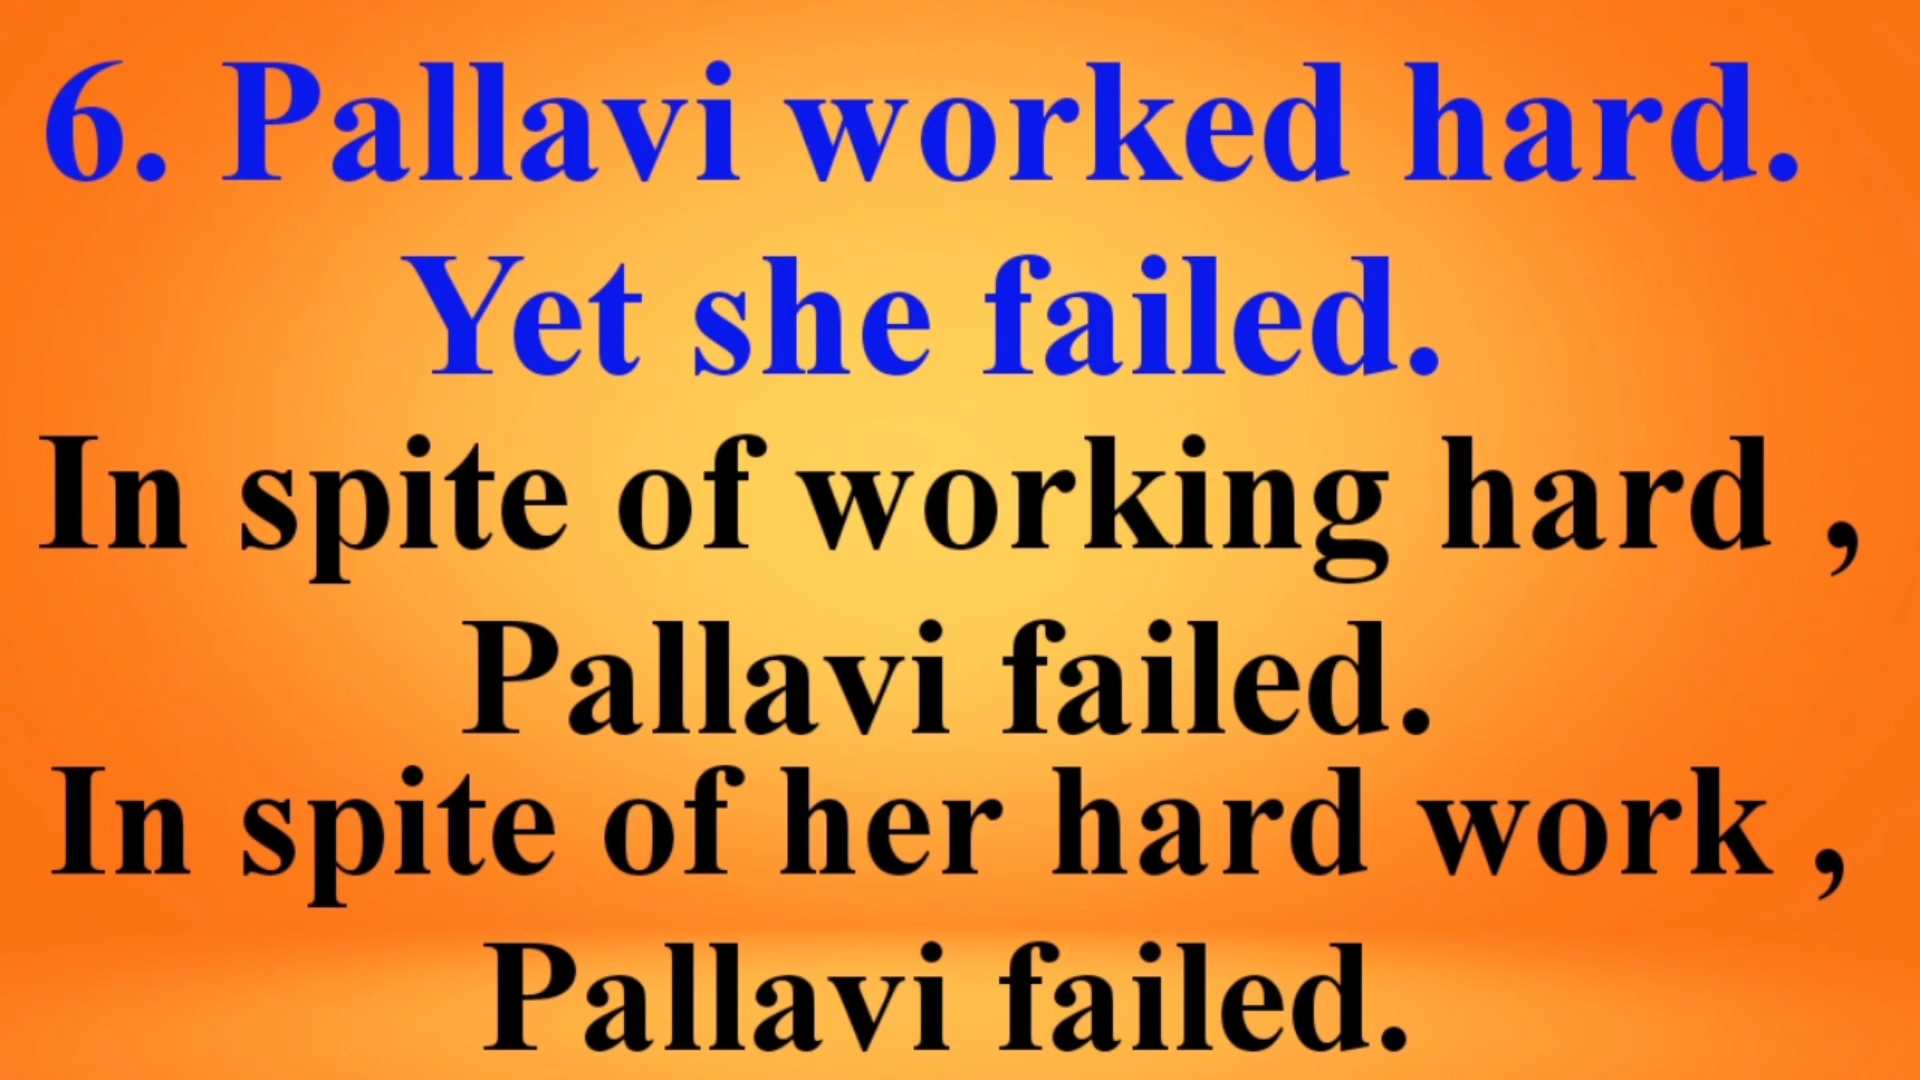 6. Pallavi worked hard.
Yet she failed.
In spite of working hard ,
Pallavi failed.
In spite of her hard work ,
Pallavi failed.